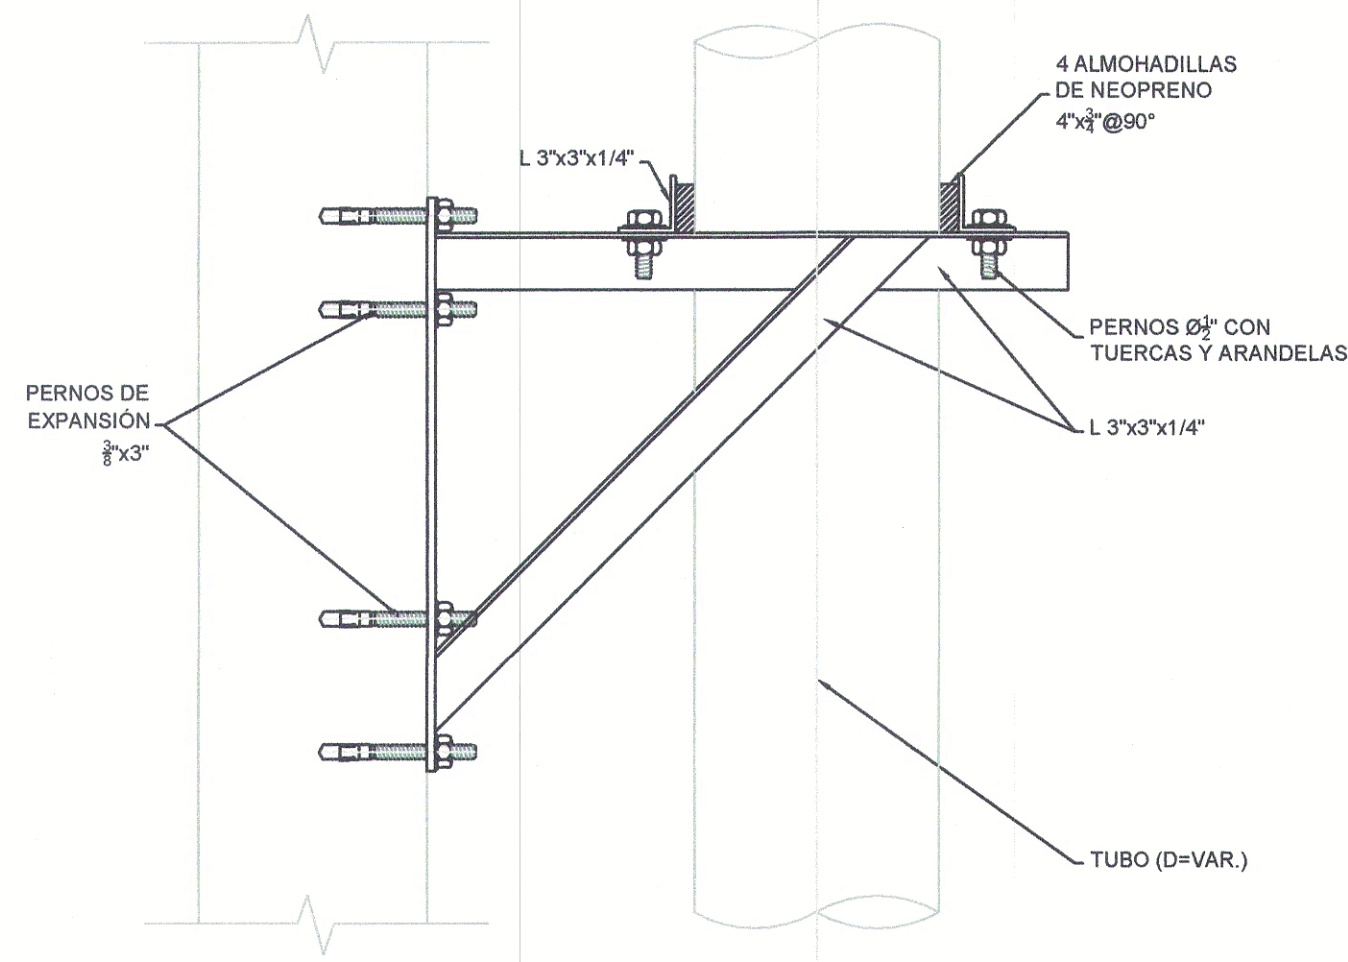 4 ALMOHADILLAS
DE NEOPRENO
4"x3/4"@90°
L 3"x3"x1/4"
PERNOS Ø1/2" CON
TUERCAS Y ARANDELAS
PERNOS DE
EXPANSIÓN
3/8"x3"
L 3"x3"x1/4"
TUBO (D=VAR.)